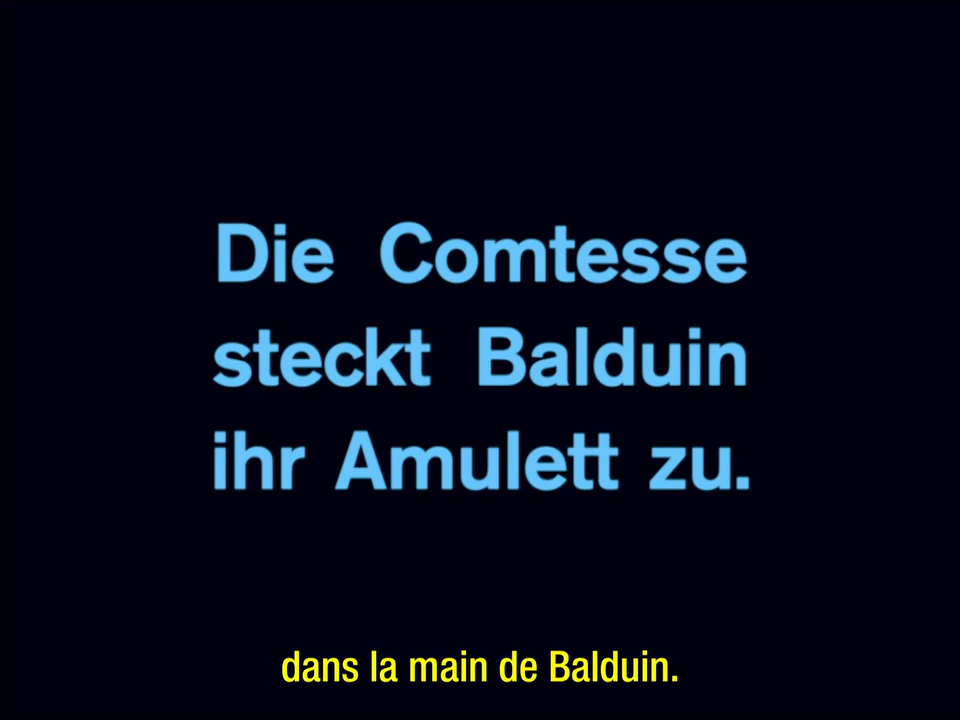 Die Comtesse
steckt Balduin
ihr Amulett zu.
dans la main de Balduin.